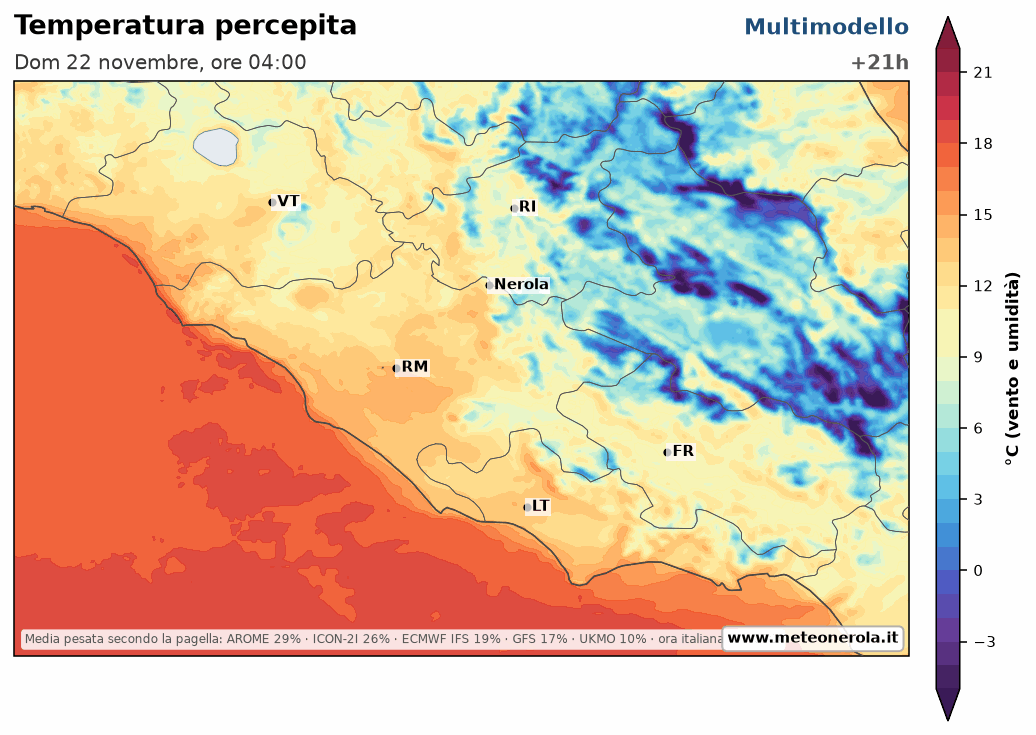 Temperatura percepita
Multimodello
Dom 22 novembre, ore 04:00
+21h
VT
RI
Nerola
RM
FR
LT
21
18
15
12
9
6
3
0
−3
°C (vento e umidità)
Media pesata secondo la pagella: AROME 29% · ICON-2I 26% · ECMWF IFS 19% · GFS 17% · UKMO 10% · ora italiana
www.meteonerola.it